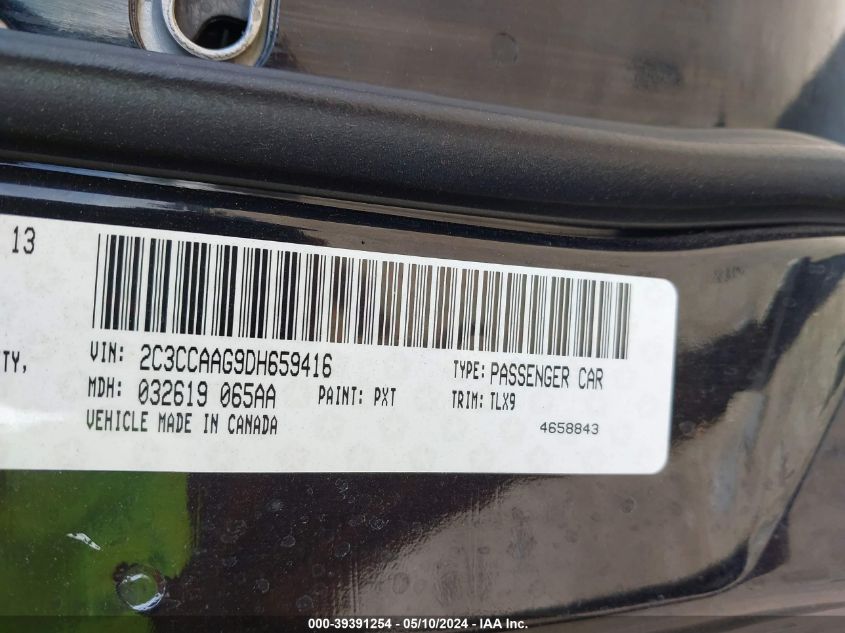 13
TY,
VIN: 2C3CCAAG9DH659416 TYPE: PASSENGER CAR
MDH: 032619 065AA PAINT: PXT TRIM: TLX9
VEHICLE MADE IN CANADA 4658843
000-39391254 - 05/10/2024 - IAA Inc.